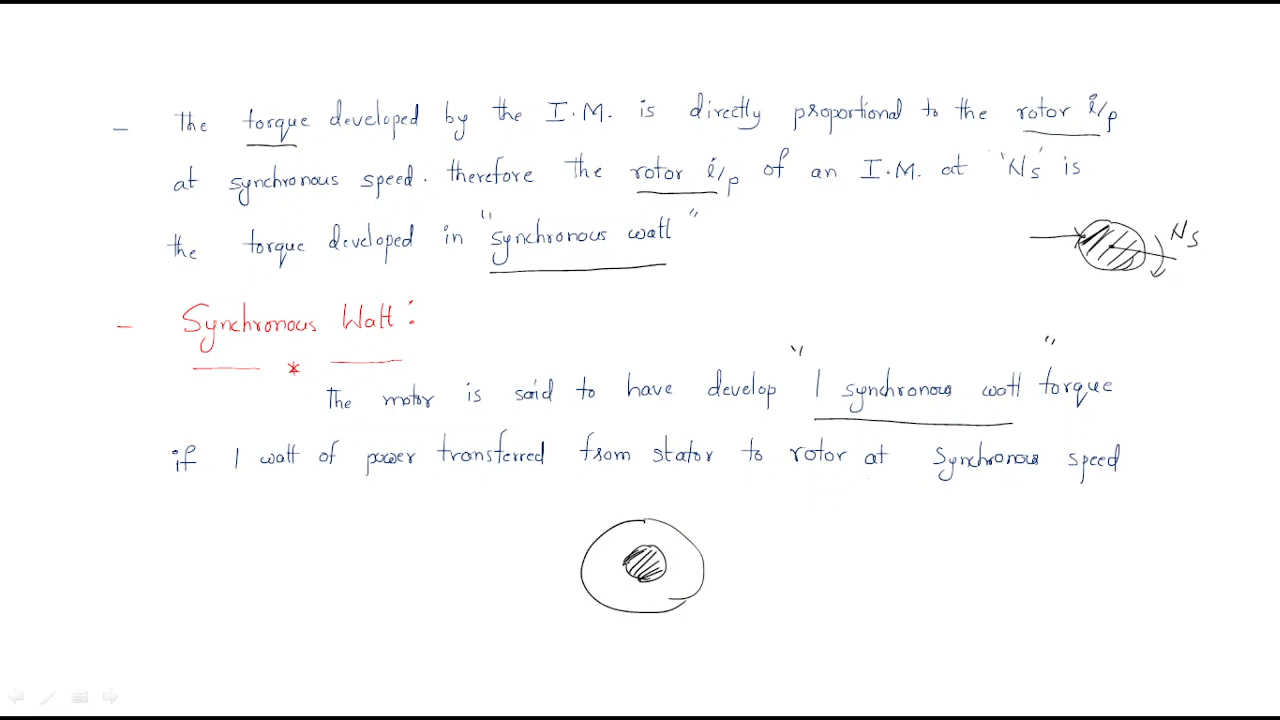 - The torque developed by the I.M. is directly proportional to the rotor i/p
at synchronous speed. therefore the rotor i/p of an I.M. at 'Ns' is
the torque developed in "synchronous watt"
Ns
- Synchronous Watt:
*
The motor is said to have develop "1 synchronous watt" torque
if 1 watt of power transferred from stator to rotor at synchronous speed